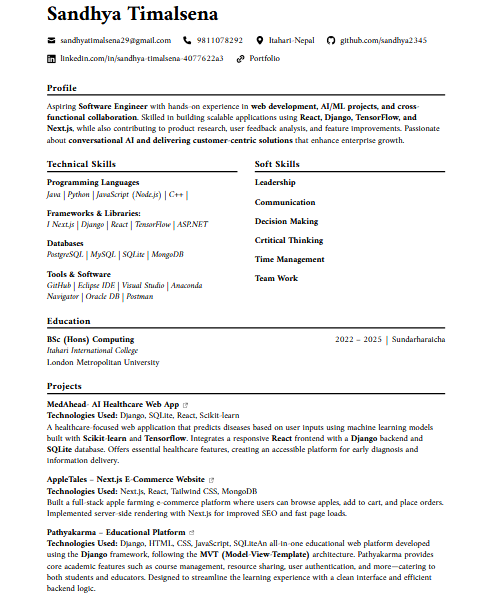 Sandhya Timalsena
sandhyatimalsena29@gmail.com 9811078292 Itahari-Nepal github.com/sandhya2345
linkedin.com/in/sandhya-timalsena-4077622a3 Portfolio
Profile
Aspiring Software Engineer with hands-on experience in web development, AI/ML projects, and cross-
functional collaboration. Skilled in building scalable applications using React, Django, TensorFlow, and
Next.js, while also contributing to product research, user feedback analysis, and feature improvements. Passionate
about conversational AI and delivering customer-centric solutions that enhance enterprise growth.
Technical Skills
Programming Languages
Java | Python | JavaScript (Node.js) | C++ |
Frameworks & Libraries:
I Next.js | Django | React | TensorFlow | ASP.NET
Databases
PostgreSQL | MySQL | SQLite | MongoDB
Tools & Software
GitHub | Eclipse IDE | Visual Studio | Anaconda
Navigator | Oracle DB | Postman
Soft Skills
Leadership
Communication
Decision Making
Crtitical Thinking
Time Management
Team Work
Education
BSc (Hons) Computing 2022 – 2025 | Sundarharaicha
Itahari International College
London Metropolitan University
Projects
MedAhead- AI Healthcare Web App
Technologies Used: Django, SQLite, React, Scikit-learn
A healthcare-focused web application that predicts diseases based on user inputs using machine learning models
built with Scikit-learn and Tensorflow. Integrates a responsive React frontend with a Django backend and
SQLite database. Offers essential healthcare features, creating an accessible platform for early diagnosis and
information delivery.
AppleTales – Next.js E-Commerce Website
Technologies Used: Next.js, React, Tailwind CSS, MongoDB
Built a full-stack apple farming e-commerce platform where users can browse apples, add to cart, and place orders.
Implemented server-side rendering with Next.js for improved SEO and fast page loads.
Pathyakarma – Educational Platform
Technologies Used: Django, HTML, CSS, JavaScript, SQLiteAn all-in-one educational web platform developed
using the Django framework, following the MVT (Model-View-Template) architecture. Pathyakarma provides
core academic features such as course management, resource sharing, user authentication, and more—catering to
both students and educators. Designed to streamline the learning experience with a clean interface and efficient
backend logic.